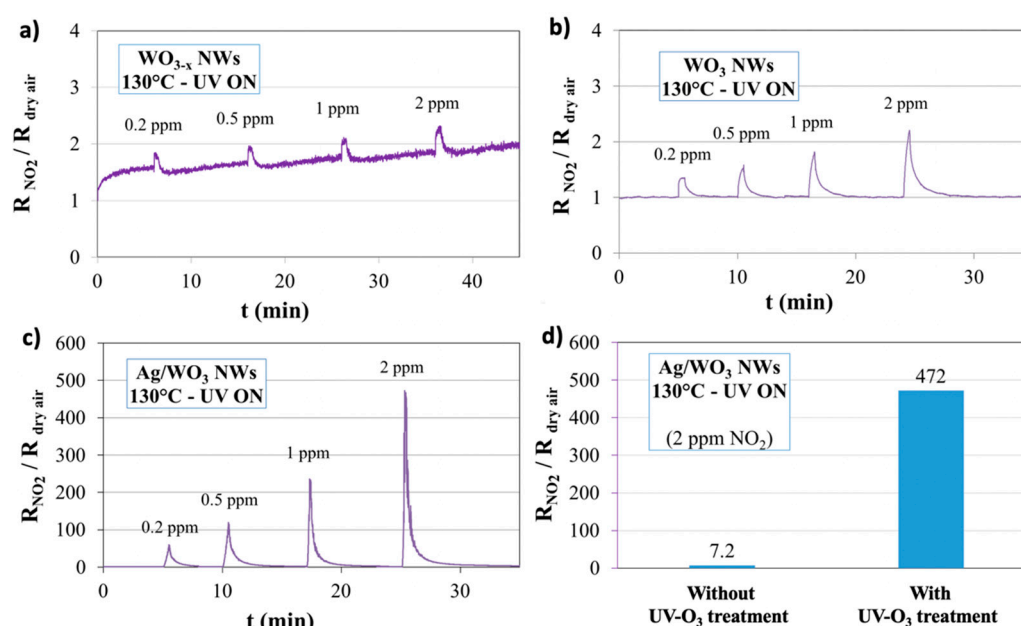 a)
R NO2 / R dry air
4
3
2
1
0
WO3-x NWs
130°C - UV ON
0.2 ppm
0.5 ppm
1 ppm
2 ppm
0 10 20 30 40
t (min)
b)
R NO2 / R dry air
4
3
2
1
0
WO3 NWs
130°C - UV ON
0.2 ppm
0.5 ppm
1 ppm
2 ppm
0 10 20 30
t (min)
c)
RNO2 / R dry air
600
500
400
300
200
100
0
Ag/WO3 NWs
130°C - UV ON
0.2 ppm
0.5 ppm
1 ppm
2 ppm
0 10 20 30
t (min)
d)
RNO2 / R dry air
600
500
400
300
200
100
0
Ag/WO3 NWs
130°C - UV ON
(2 ppm NO2)
7.2
472
Without
UV-O3 treatment
With
UV-O3 treatment